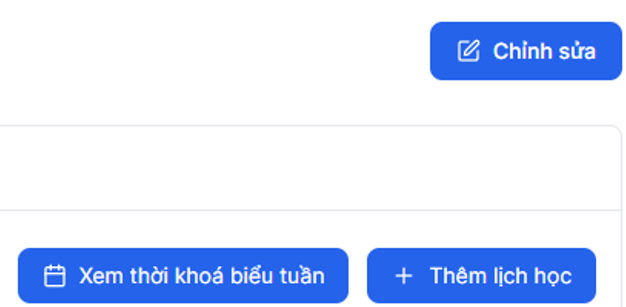 Chỉnh sửa
Xem thời khoá biểu tuần
Thêm lịch học